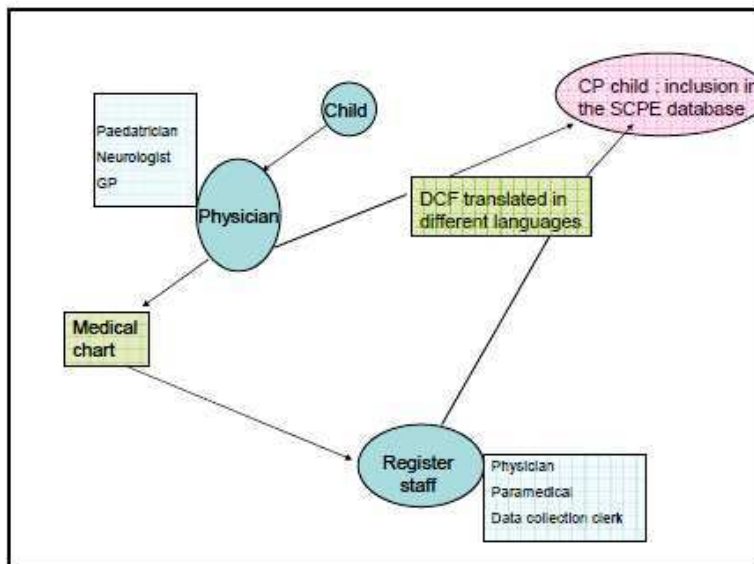 Child
CP child ; inclusion in
the SCPE database
Paedatrician
Neurologist
GP
Physician
DCF translated in
different languages
Medical
chart
Register
staff
Physician
Paramedical
Data collection clerk